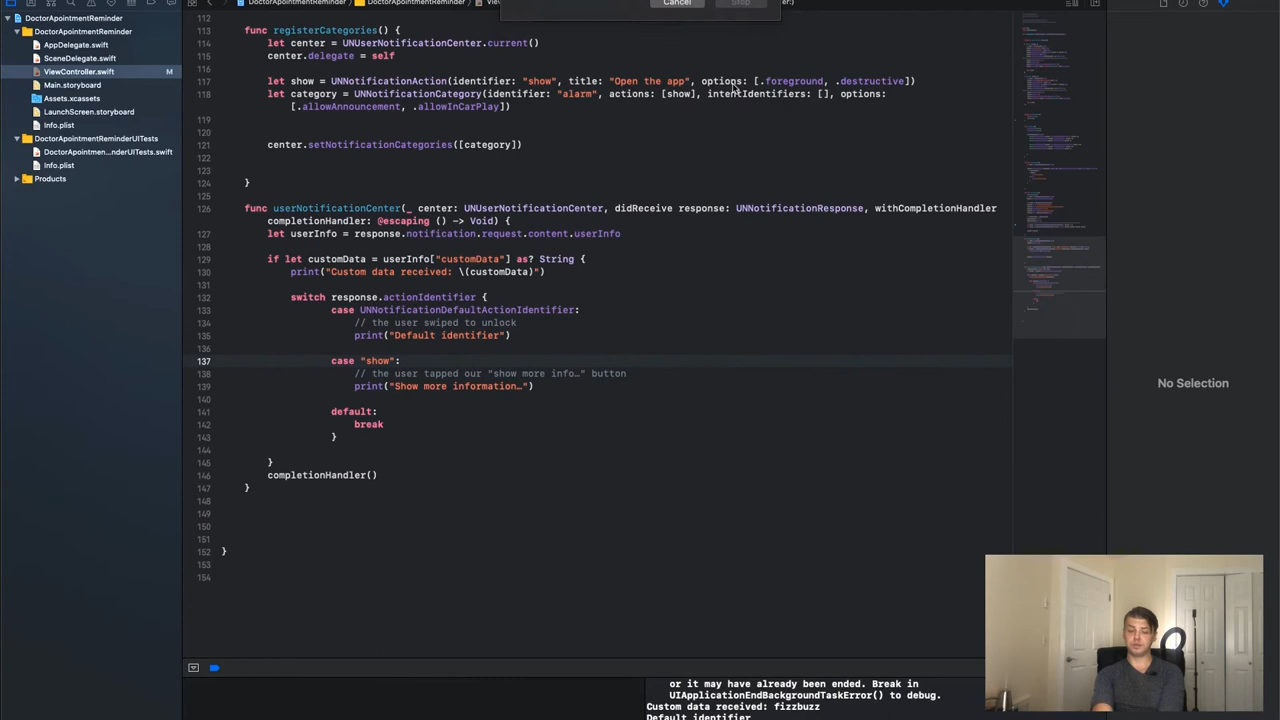 DoctorApointmentReminder
DoctorApointmentReminder
Cancel
Stop
DoctorApointmentReminder
DoctorApointmentReminder
AppDelegate.swift
SceneDelegate.swift
ViewController.swift M
Main.storyboard
Assets.xcassets
LaunchScreen.storyboard
Info.plist
DoctorApointmentReminderUITests
DoctorApointmen...nderUITests.swift
Info.plist
Products
112
113 func registerCategories() {
114 let center = UNUserNotificationCenter.current()
115 center.delegate = self
116
117 let show = UNNotificationAction(identifier: "show", title: "Open the app", options: [.foreground, .destructive])
118 let category = UNNotificationCategory(identifier: "alarm", actions: [show], intentIdentifiers: [], options:
[.allowAnnouncement, .allowInCarPlay])
119
120
121 center.setNotificationCategories([category])
122
123
124 }
125
126 func userNotificationCenter(_ center: UNUserNotificationCenter, didReceive response: UNNotificationResponse, withCompletionHandler
completionHandler: @escaping () -> Void) {
127 let userInfo = response.notification.request.content.userInfo
128
129 if let customData = userInfo["customData"] as? String {
130 print("Custom data received: \(customData)")
131
132 switch response.actionIdentifier {
133 case UNNotificationDefaultActionIdentifier:
134 // the user swiped to unlock
135 print("Default identifier")
136
137 case "show":
138 // the user tapped our "show more info…" button
139 print("Show more information…")
140
141 default:
142 break
143 }
144
145 }
146 completionHandler()
147 }
148
149
150
151
152 }
153
154
No Selection
or it may have already been ended. Break in
UIApplicationEndBackgroundTaskError() to debug.
Custom data received: fizzbuzz
Default identifier